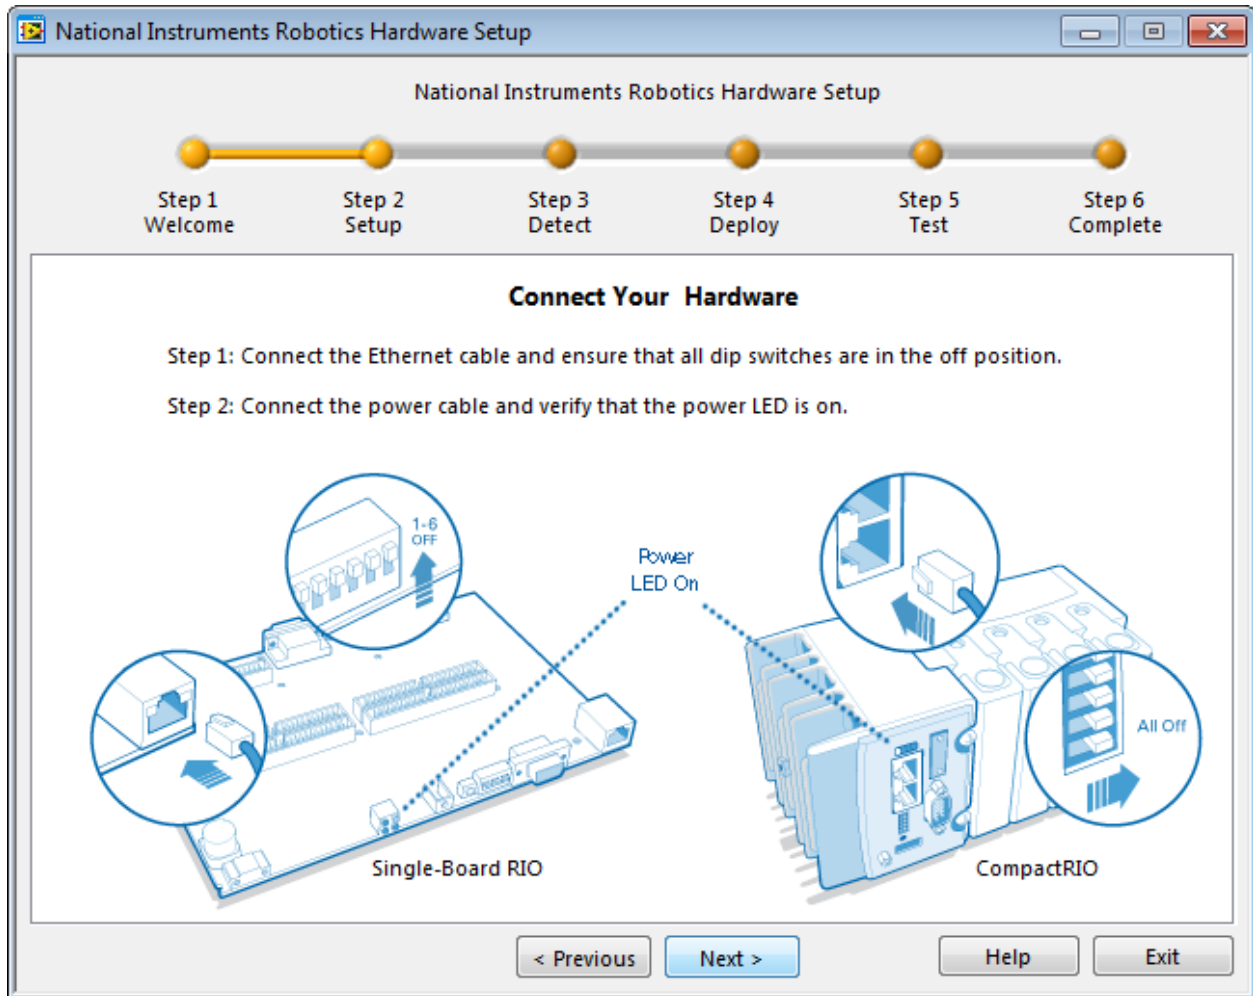 National Instruments Robotics Hardware Setup
National Instruments Robotics Hardware Setup
Step 1 Step 2 Step 3 Step 4 Step 5 Step 6
Welcome Setup Detect Deploy Test Complete
Connect Your Hardware
Step 1: Connect the Ethernet cable and ensure that all dip switches are in the off position.
Step 2: Connect the power cable and verify that the power LED is on.
1-6
OFF
Power
LED On
All Off
Single-Board RIO
CompactRIO
< Previous Next > Help Exit